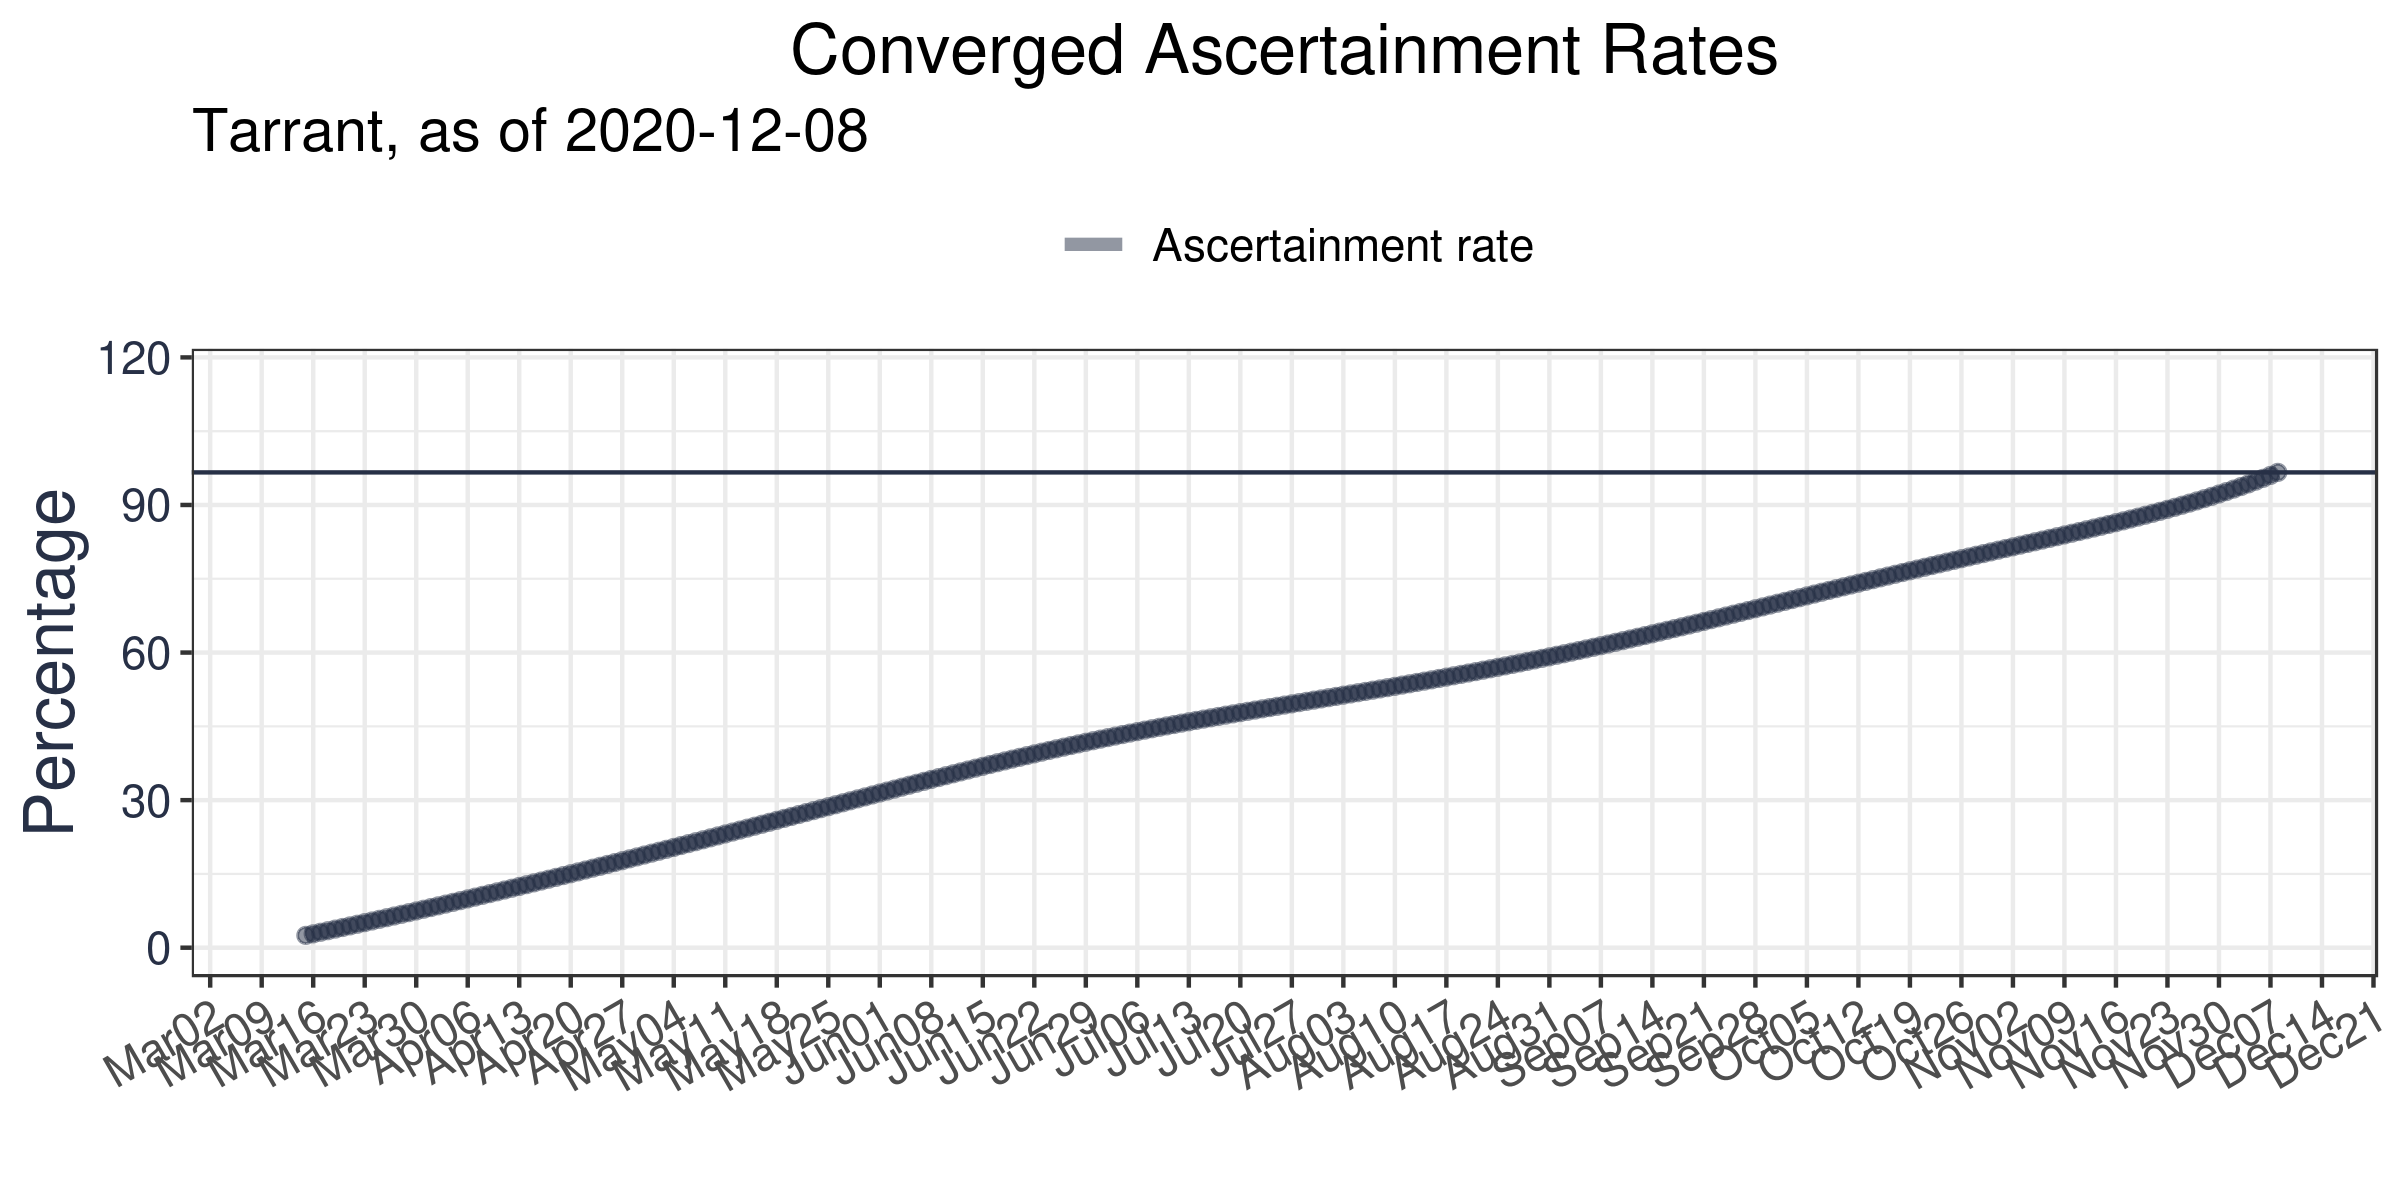 Converged Ascertainment Rates
Tarrant, as of 2020-12-08
Ascertainment rate
120
90
60
30
0
Percentage
Mar02
Mar09
Mar16
Mar23
Mar30
Apr06
Apr13
Apr20
Apr27
May04
May11
May18
May25
Jun01
Jun08
Jun15
Jun22
Jun29
Jul06
Jul13
Jul20
Jul27
Aug03
Aug10
Aug17
Aug24
Aug31
Sep07
Sep14
Sep21
Sep28
Oct05
Oct12
Oct19
Oct26
Nov02
Nov09
Nov16
Nov23
Nov30
Dec07
Dec14
Dec21